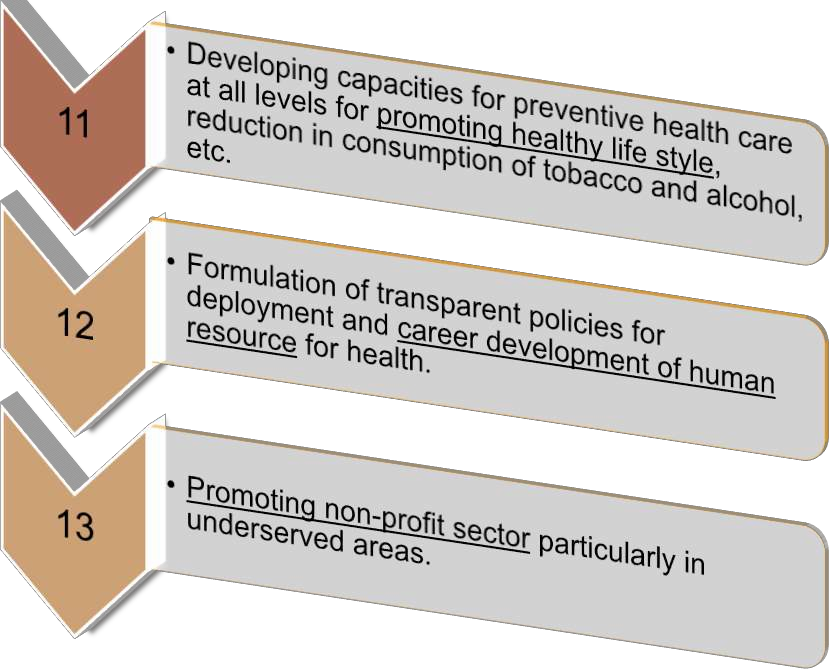 11
• Developing capacities for preventive health care
at all levels for promoting healthy life style,
reduction in consumption of tobacco and alcohol,
etc.
12
• Formulation of transparent policies for
deployment and career development of human
resource for health.
13
• Promoting non-profit sector particularly in
underserved areas.